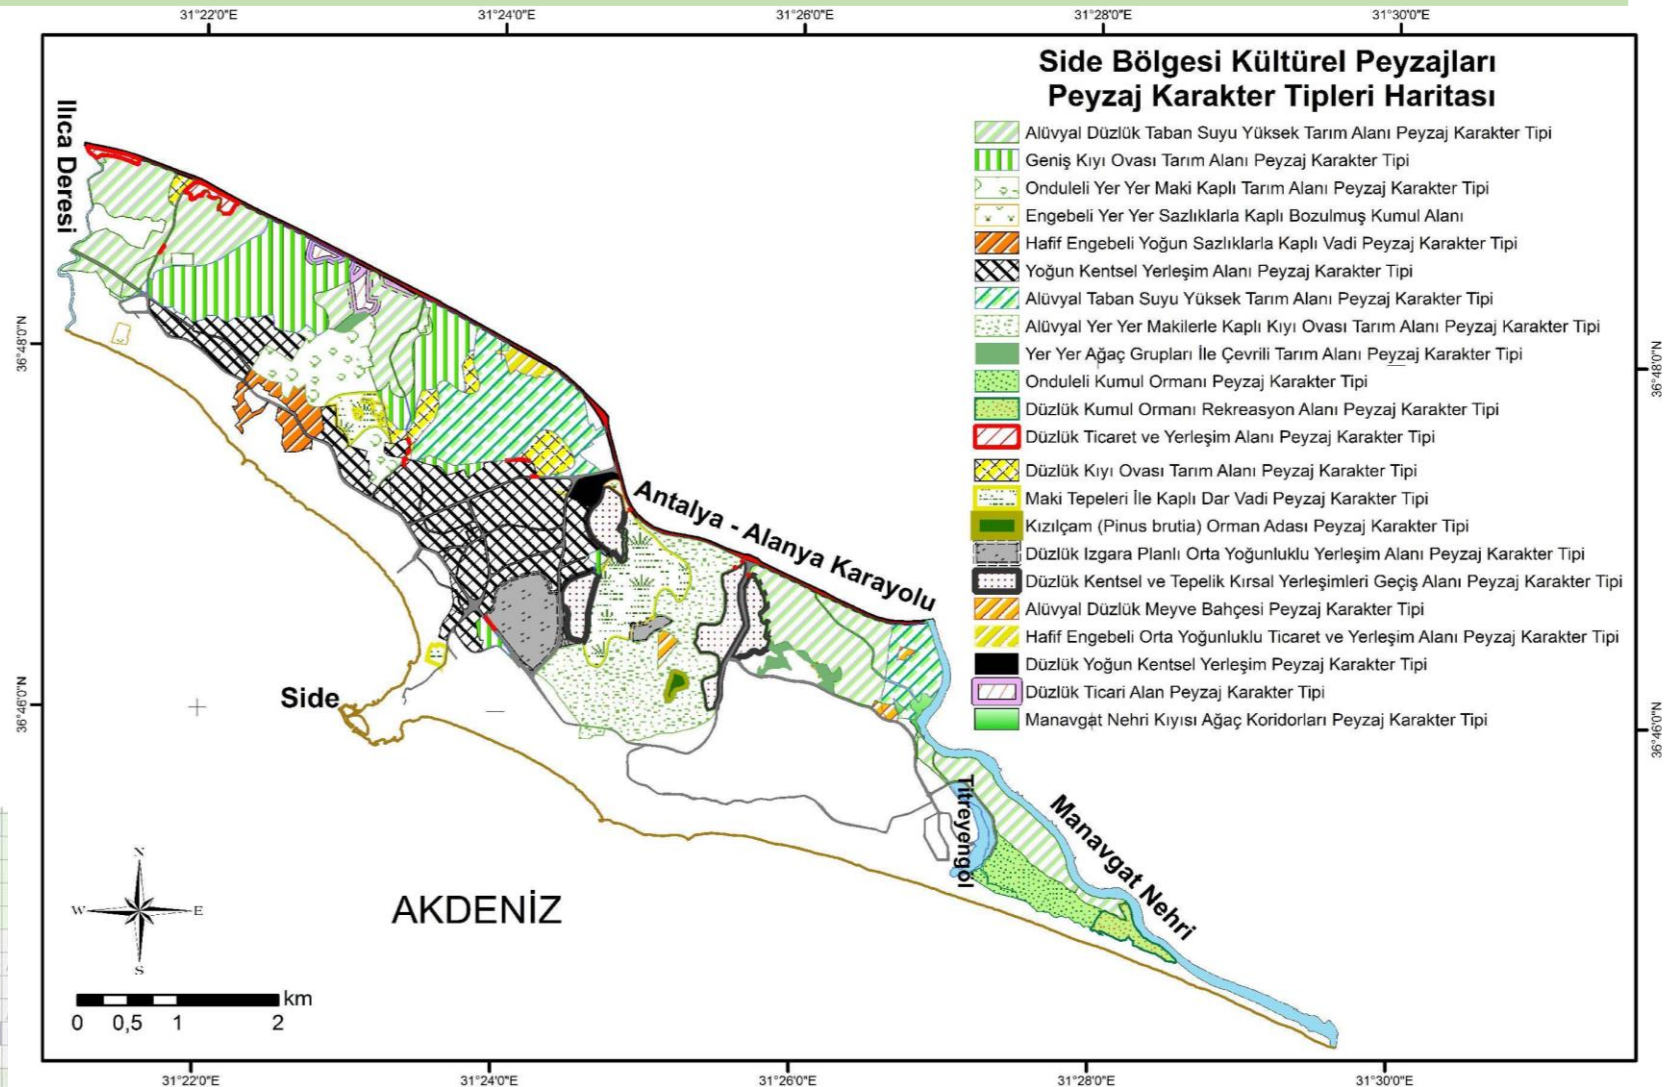 31°22'0"E
31°24'0"E
31°26'0"E
31°28'0"E
31°30'0"E
Side Bölgesi Kültürel Peyzajları
Peyzaj Karakter Tipleri Haritası
Alüvyal Düzlük Taban Suyu Yüksek Tarım Alanı Peyzaj Karakter Tipi
Geniş Kıyı Ovası Tarım Alanı Peyzaj Karakter Tipi
Onduleli Yer Yer Maki Kaplı Tarım Alanı Peyzaj Karakter Tipi
Engebeli Yer Yer Sazlıklarla Kaplı Bozulmuş Kumul Alanı
Hafif Engebeli Yoğun Sazlıklarla Kaplı Vadi Peyzaj Karakter Tipi
Yoğun Kentsel Yerleşim Alanı Peyzaj Karakter Tipi
Alüvyal Taban Suyu Yüksek Tarım Alanı Peyzaj Karakter Tipi
Alüvyal Yer Yer Makilerle Kaplı Kıyı Ovası Tarım Alanı Peyzaj Karakter Tipi
Yer Yer Ağaç Grupları İle Çevrili Tarım Alanı Peyzaj Karakter Tipi
Onduleli Kumul Ormanı Peyzaj Karakter Tipi
Düzlük Kumul Ormanı Rekreasyon Alanı Peyzaj Karakter Tipi
Düzlük Ticaret ve Yerleşim Alanı Peyzaj Karakter Tipi
Düzlük Kıyı Ovası Tarım Alanı Peyzaj Karakter Tipi
Maki Tepeleri İle Kaplı Dar Vadi Peyzaj Karakter Tipi
Kızılçam (Pinus brutia) Orman Adası Peyzaj Karakter Tipi
Düzlük Izgara Planlı Orta Yoğunluklu Yerleşim Alanı Peyzaj Karakter Tipi
Düzlük Kentsel ve Tepelik Kırsal Yerleşimleri Geçiş Alanı Peyzaj Karakter Tipi
Alüvyal Düzlük Meyve Bahçesi Peyzaj Karakter Tipi
Hafif Engebeli Orta Yoğunluklu Ticaret ve Yerleşim Alanı Peyzaj Karakter Tipi
Düzlük Yoğun Kentsel Yerleşim Peyzaj Karakter Tipi
Düzlük Ticari Alan Peyzaj Karakter Tipi
Manavgat Nehri Kıyısı Ağaç Koridorları Peyzaj Karakter Tipi
Ilıca Deresi
36°48'0"N
36°48'0"N
Antalya - Alanya Karayolu
Side
36°46'0"N
36°46'0"N
Titreyengöl
Manavgat Nehri
AKDENİZ
N
W
E
S
km
0 0,5 1 2
31°22'0"E
31°24'0"E
31°26'0"E
31°28'0"E
31°30'0"E